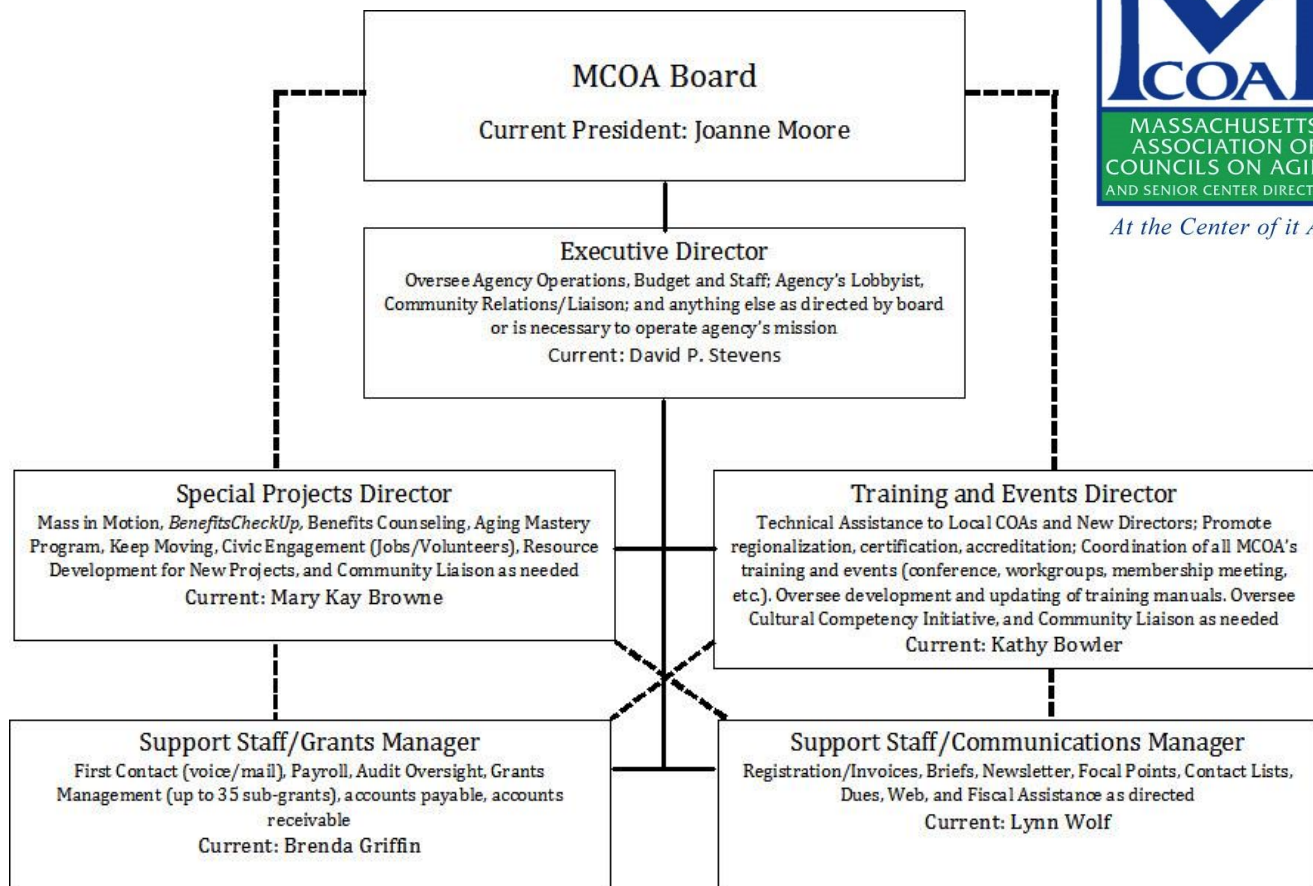 MCOA Board
Current President: Joanne Moore
COA
MASSACHUSETTS
ASSOCIATION OF
COUNCILS ON AGI
AND SENIOR CENTER DIRECT
At the Center of it A
Executive Director
Oversee Agency Operations, Budget and Staff; Agency's Lobbyist,
Community Relations/Liaison; and anything else as directed by board
or is necessary to operate agency's mission
Current: David P. Stevens
Special Projects Director
Mass in Motion, BenefitsCheckUp, Benefits Counseling, Aging Mastery
Program, Keep Moving, Civic Engagement (Jobs/Volunteers), Resource
Development for New Projects, and Community Liaison as needed
Current: Mary Kay Browne
Training and Events Director
Technical Assistance to Local COAs and New Directors; Promote
regionalization, certification, accreditation; Coordination of all MCOA's
training and events (conference, workgroups, membership meeting,
etc.). Oversee development and updating of training manuals. Oversee
Cultural Competency Initiative, and Community Liaison as needed
Current: Kathy Bowler
Support Staff/Grants Manager
First Contact (voice/mail), Payroll, Audit Oversight, Grants
Management (up to 35 sub-grants), accounts payable, accounts
receivable
Current: Brenda Griffin
Support Staff/Communications Manager
Registration/Invoices, Briefs, Newsletter, Focal Points, Contact Lists,
Dues, Web, and Fiscal Assistance as directed
Current: Lynn Wolf